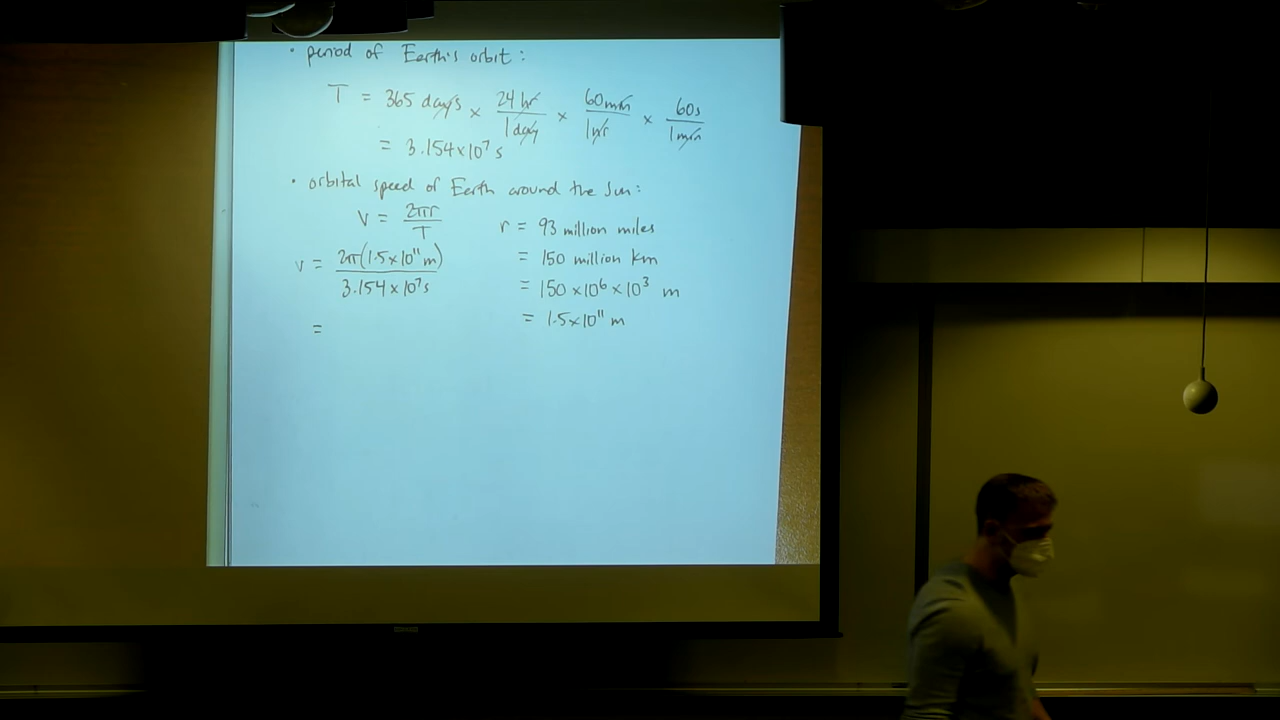 • period of Earth's orbit:
T = 365 days × 24 hr / 1 day × 60 min / 1 hr × 60 s / 1 min
= 3.154 × 10⁷ s
• orbital speed of Earth around the Sun:
v = 2πr / T
r = 93 million miles
v = 2π(1.5 × 10¹¹ m) / 3.154 × 10⁷ s
= 150 million km
= 150 × 10⁶ × 10³ m
=
= 1.5 × 10¹¹ m